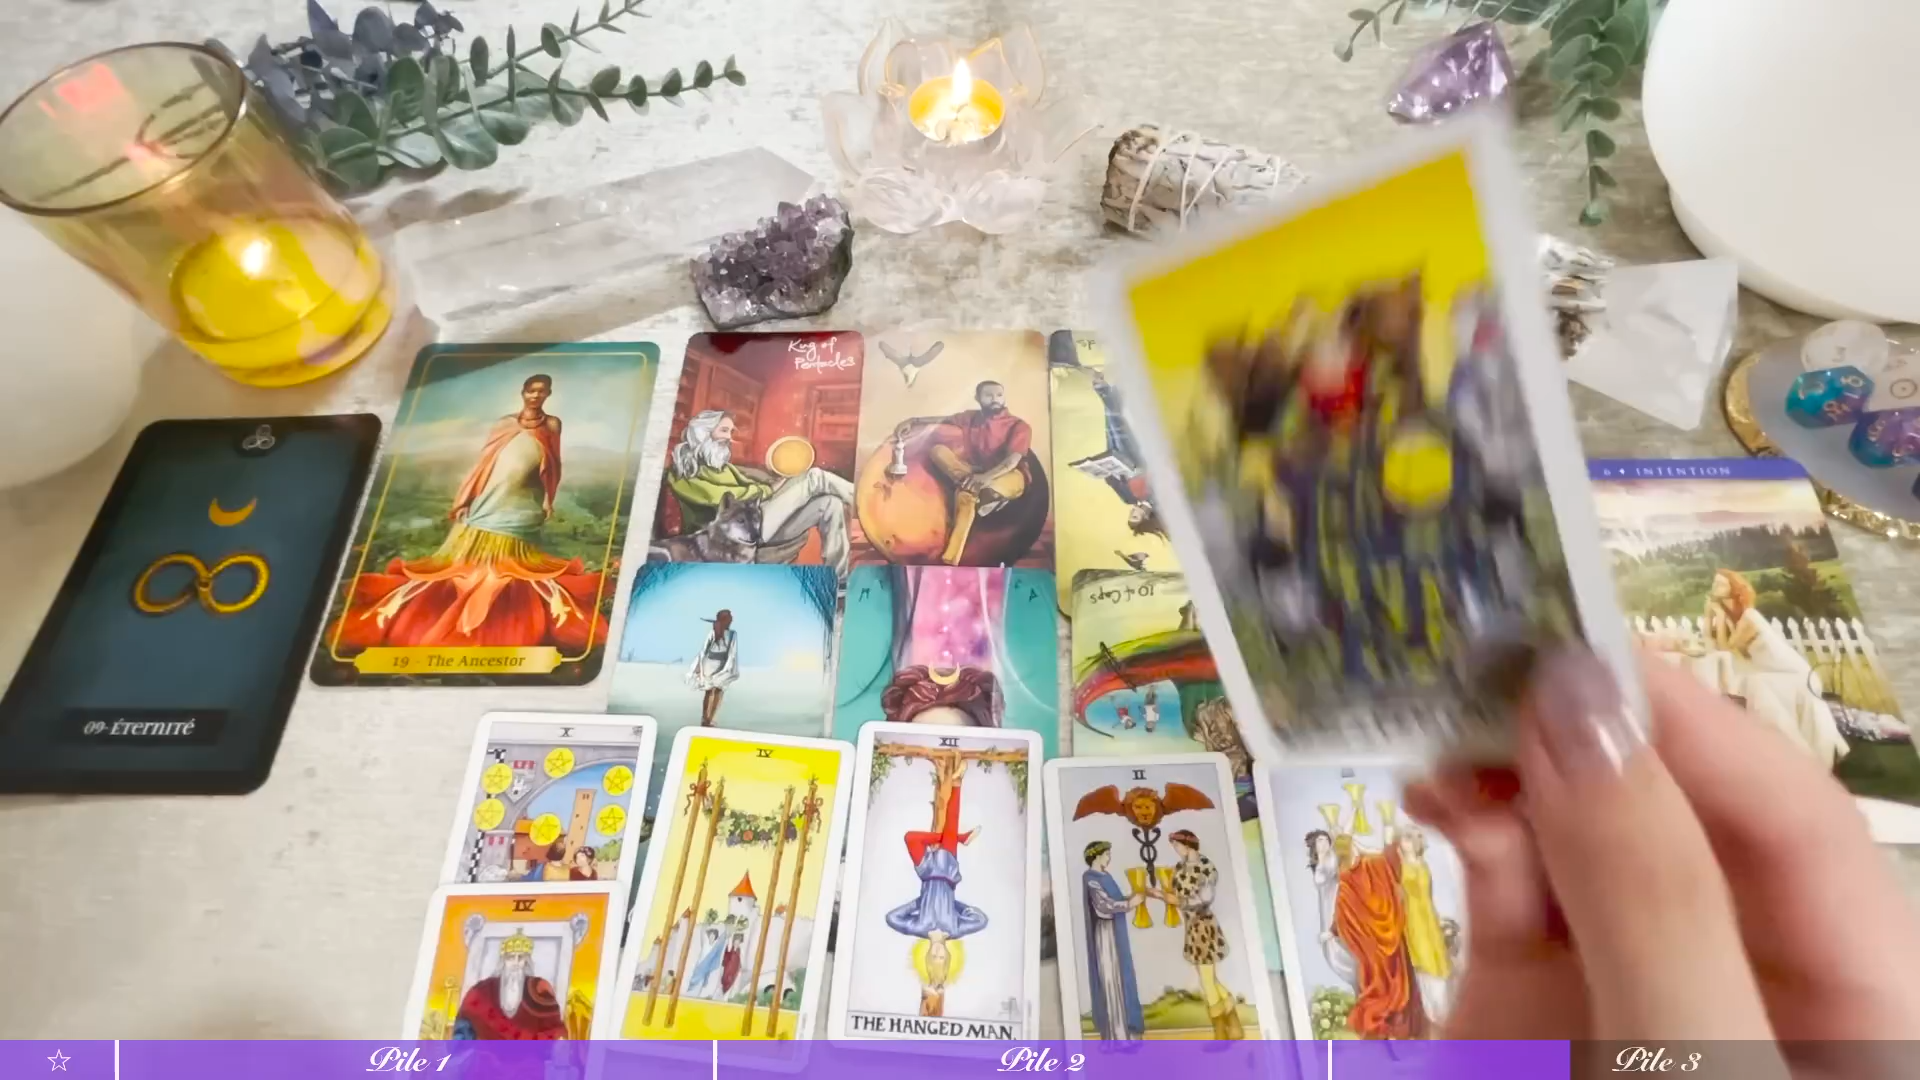 King of
Pentacles
6 ✦ INTENTION
10 of Cups
19 - The Ancestor
09-Éternité
X
IV
XII
II
IV
THE HANGED MAN.
☆
Pile 1
Pile 2
Pile 3